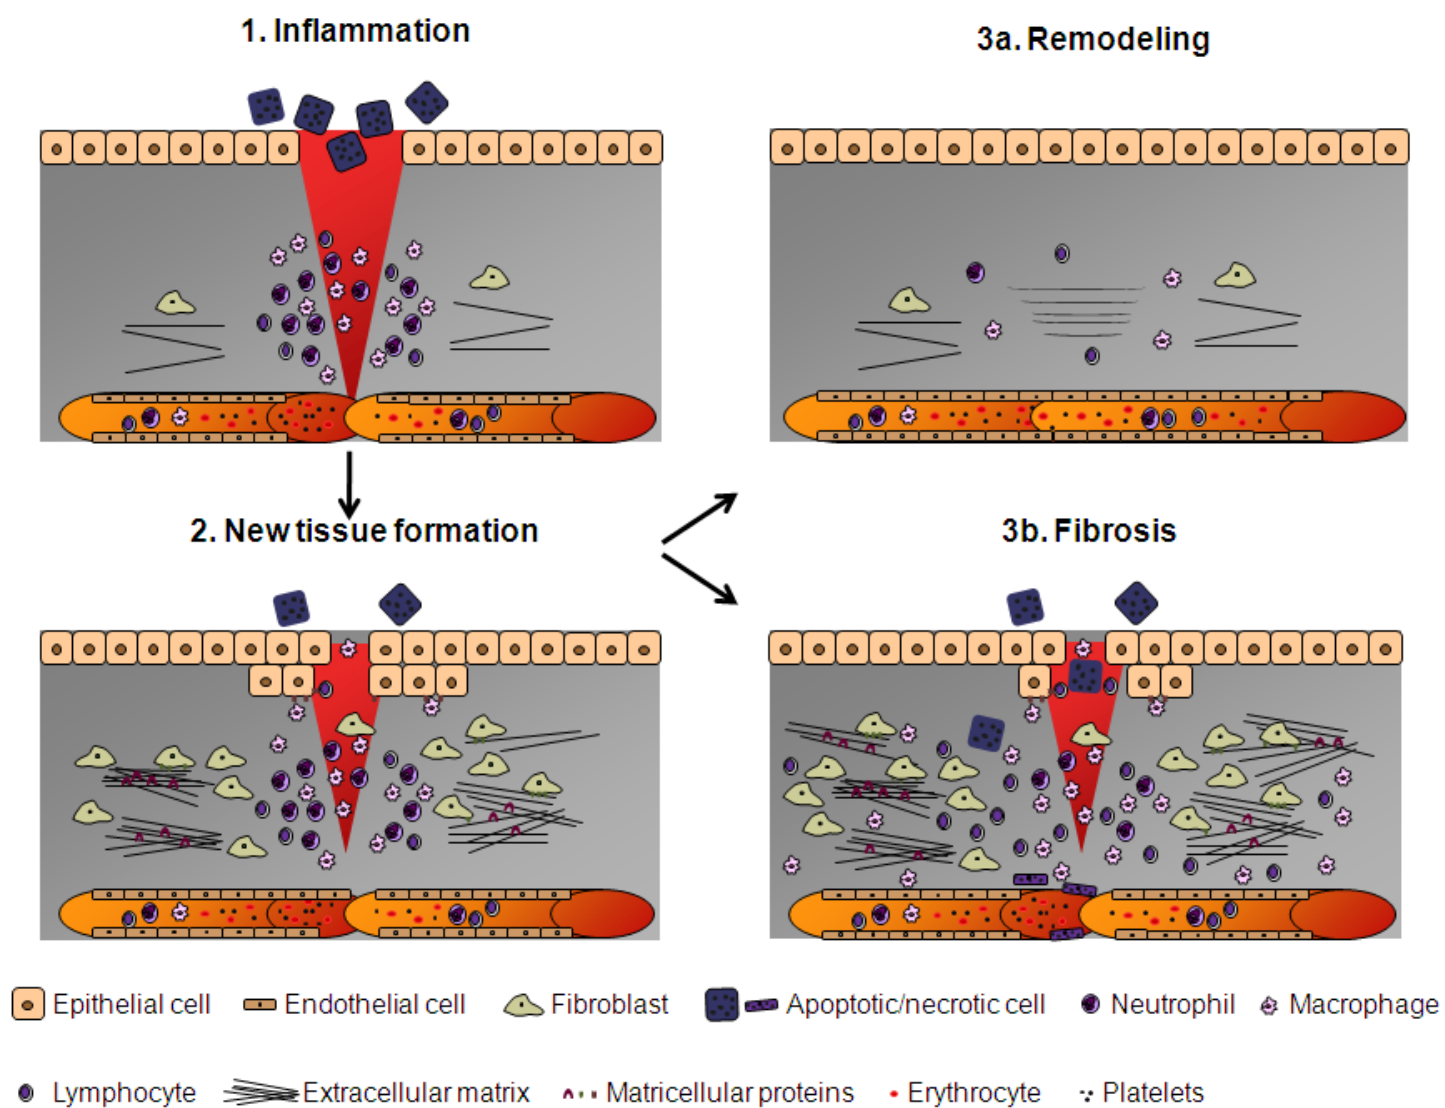 1. Inflammation
3a. Remodeling
2. New tissue formation
3b. Fibrosis
Epithelial cell
Endothelial cell
Fibroblast
Apoptotic/necrotic cell
Neutrophil
Macrophage
Lymphocyte
Extracellular matrix
Matricellular proteins
Erythrocyte
Platelets